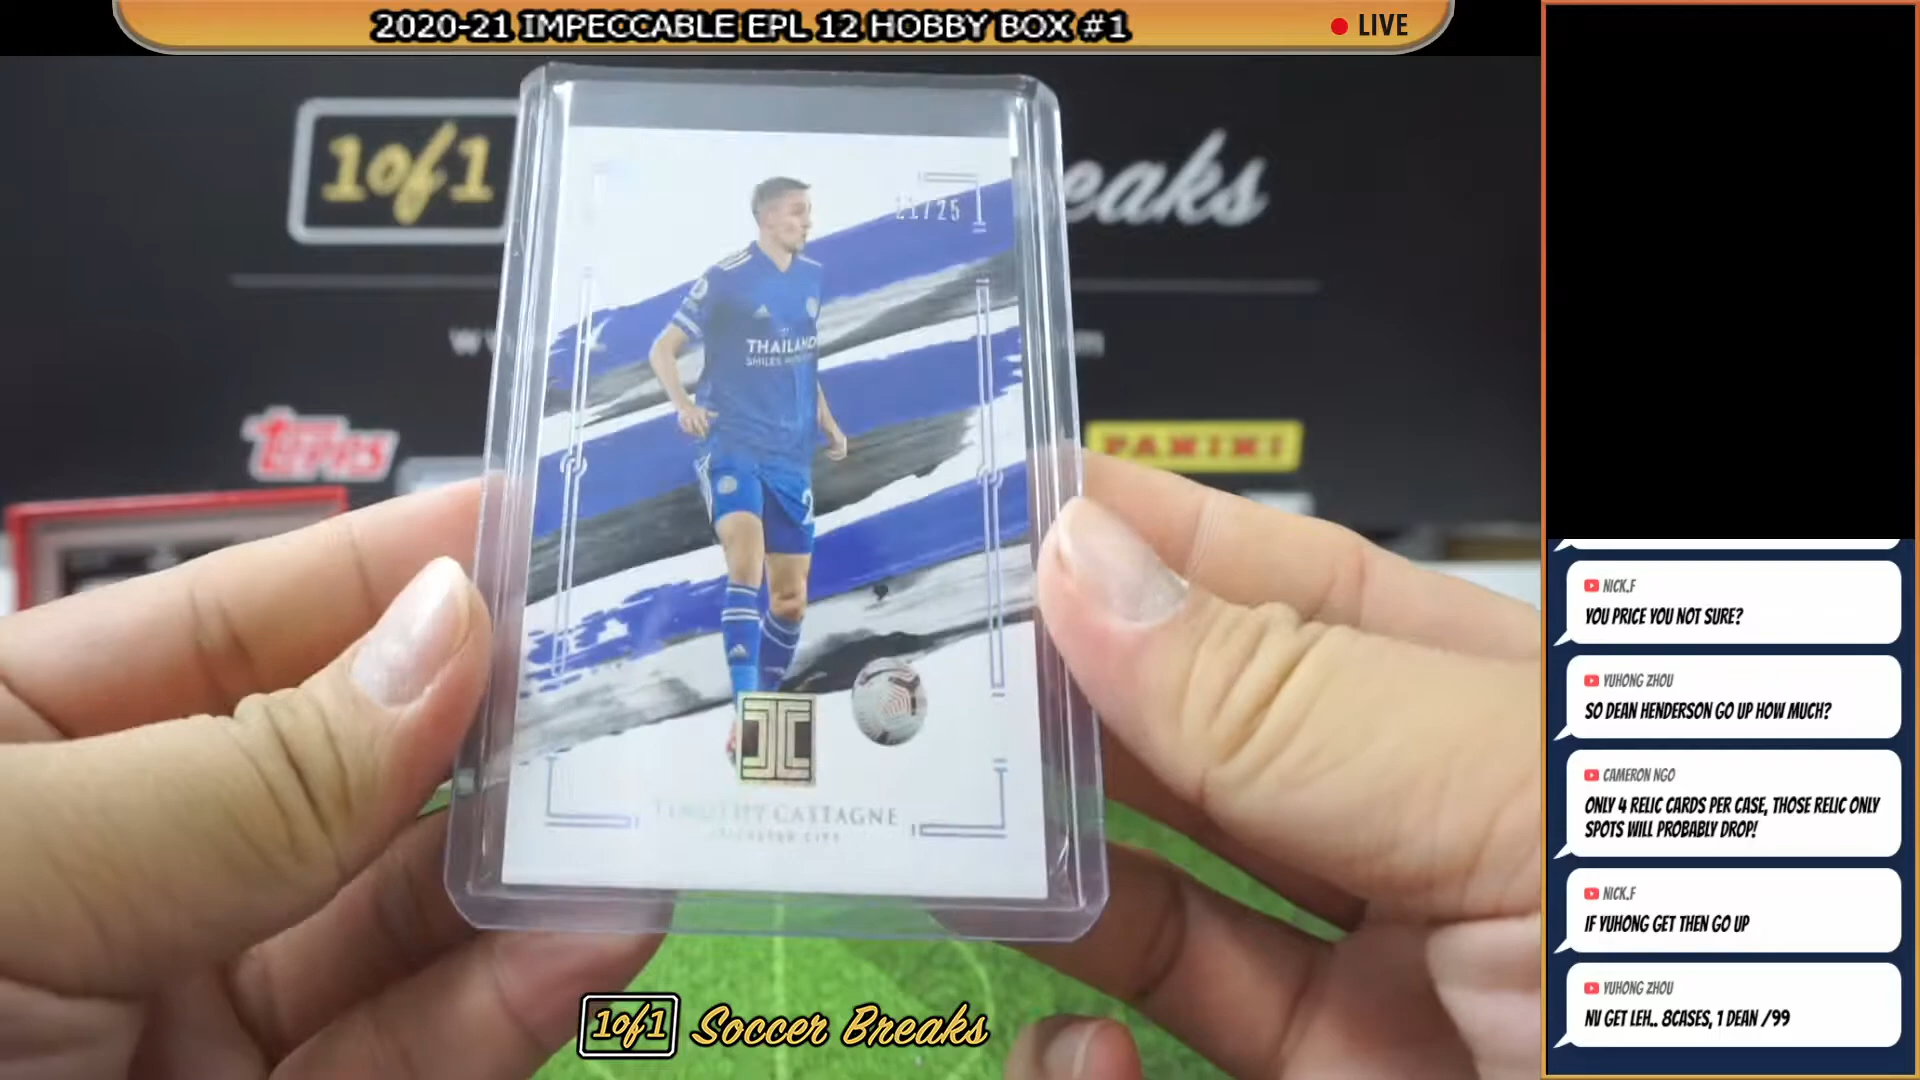 2020-21 IMPECCABLE EPL 12 HOBBY BOX #1
LIVE
1of1
eaks
TOPPS
PANINI
/25
THAILAND
SMILES
2
TIMOTHY CASTAGNE
LEICESTER CITY
1of1 Soccer Breaks
NICK.F
YOU PRICE YOU NOT SURE?
YUHONG ZHOU
SO DEAN HENDERSON GO UP HOW MUCH?
CAMERON NGO
ONLY 4 RELIC CARDS PER CASE, THOSE RELIC ONLY
SPOTS WILL PROBABLY DROP!
NICK.F
IF YUHONG GET THEN GO UP
YUHONG ZHOU
NV GET LEH.. 8CASES, 1 DEAN /99